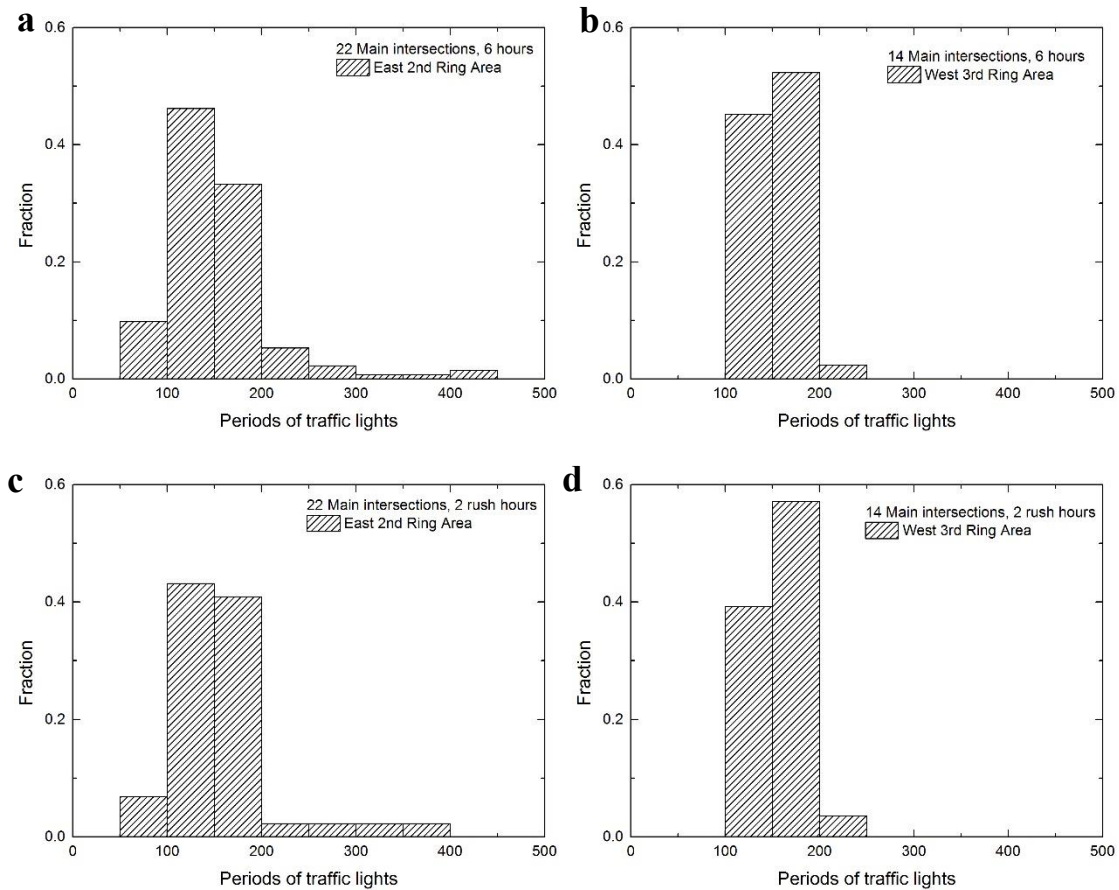 a
0.6
0.4
0.2
0.0
Fraction
22 Main intersections, 6 hours
East 2nd Ring Area
0 100 200 300 400 500
Periods of traffic lights
b
0.6
0.4
0.2
0.0
Fraction
14 Main intersections, 6 hours
West 3rd Ring Area
0 100 200 300 400 500
Periods of traffic lights
c
0.6
0.4
0.2
0.0
Fraction
22 Main intersections, 2 rush hours
East 2nd Ring Area
0 100 200 300 400 500
Periods of traffic lights
d
0.6
0.4
0.2
0.0
Fraction
14 Main intersections, 2 rush hours
West 3rd Ring Area
0 100 200 300 400 500
Periods of traffic lights